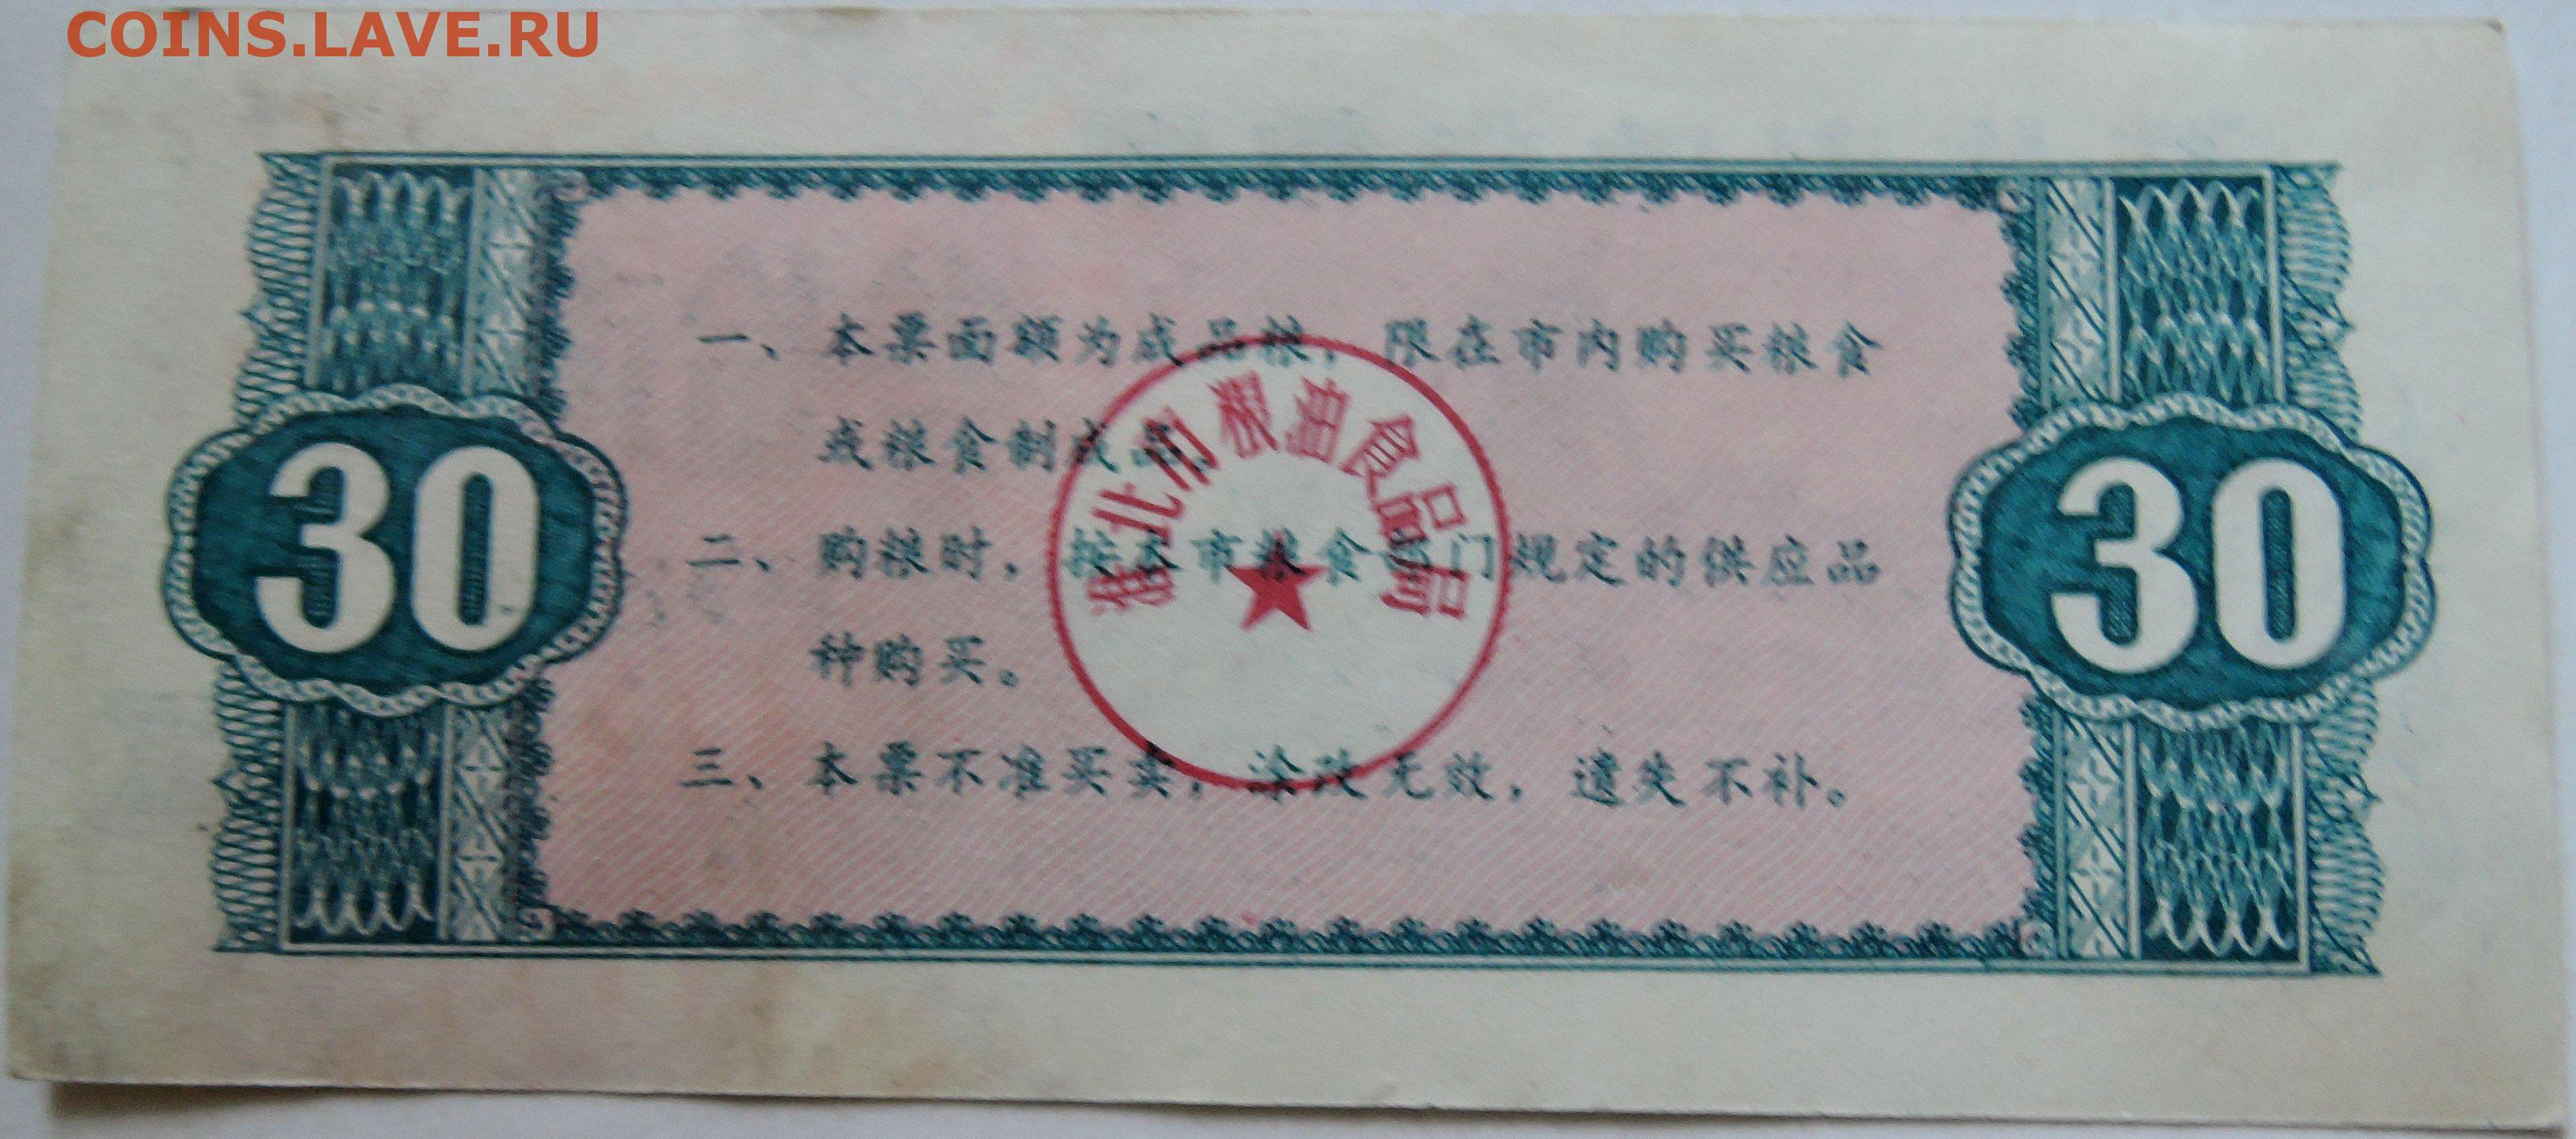 COINS.LAVE.RU
一、本票面额为成品粮，限在市内购买粮食
或粮食制成品。
二、购粮时，按本市粮食部门规定的供应品
种购买。
三、本票不准买卖，涂改无效，遗失不补。
淮北市粮油食品局
30
30